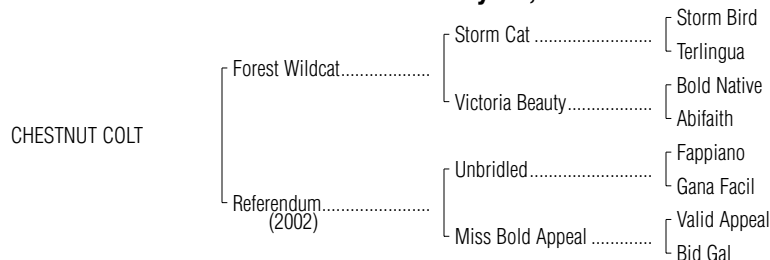 Storm Bird
Storm Cat ........................
Terlingua
Forest Wildcat...................
Bold Native
Victoria Beauty.................
Abifaith
CHESTNUT COLT
Fappiano
Unbridled.........................
Gana Facil
Referendum......................
(2002)
Valid Appeal
Miss Bold Appeal .............
Bid Gal